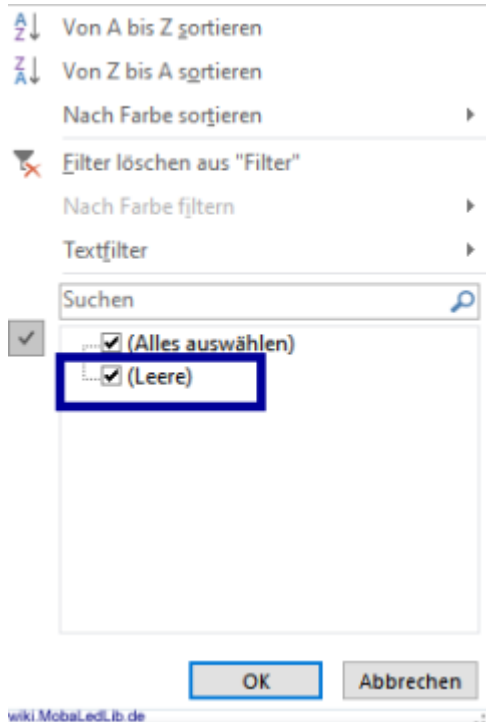 Von A bis Z sortieren
Von Z bis A sortieren
Nach Farbe sortieren
Filter löschen aus "Filter"
Nach Farbe filtern
Textfilter
Suchen
(Alles auswählen)
(Leere)
OK Abbrechen
wiki.MobaLedLib.de